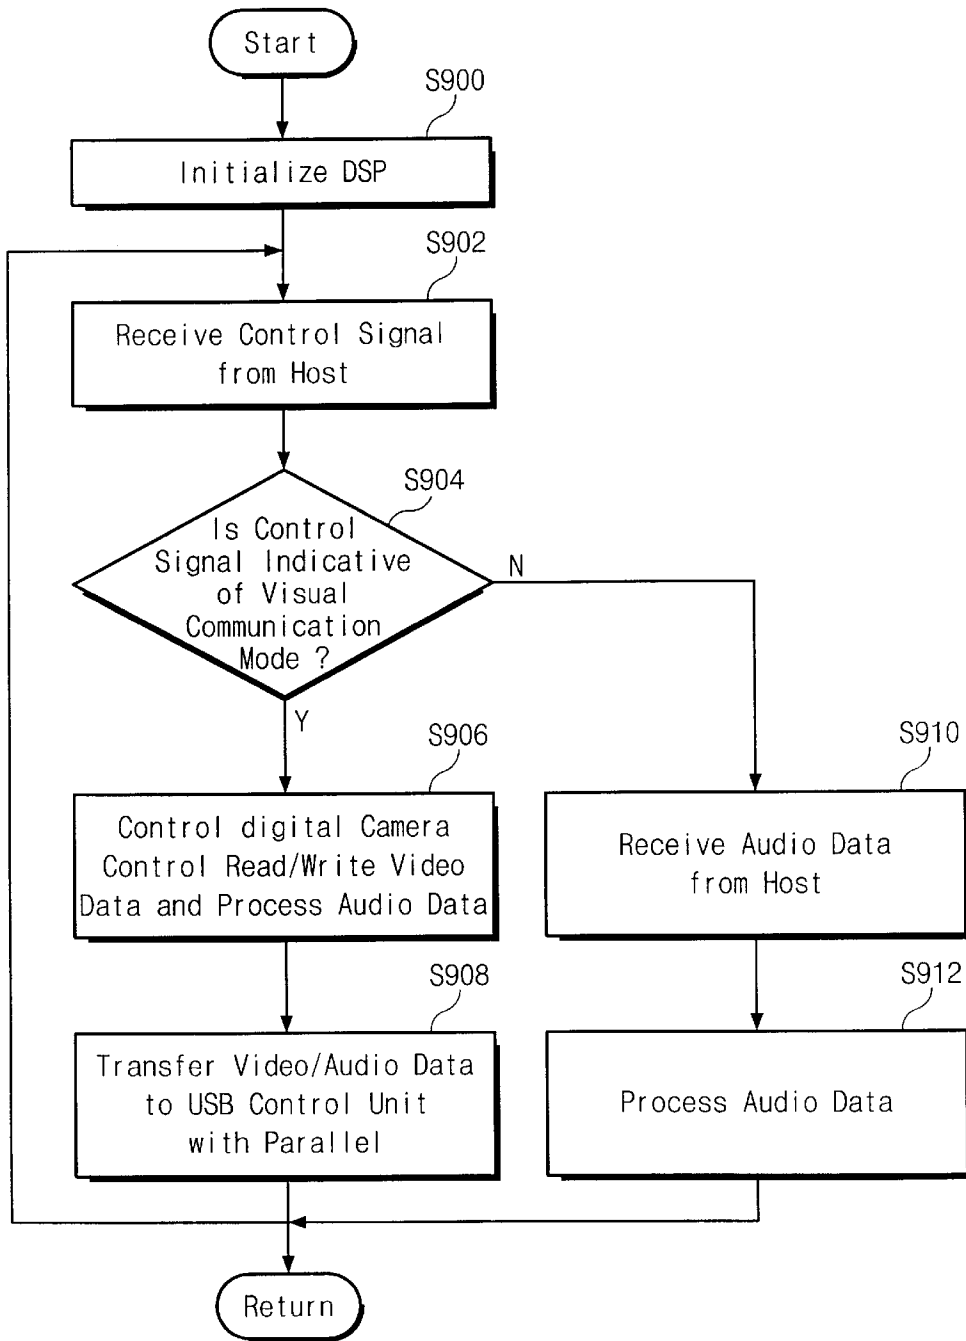 Start
S900
Initialize DSP
S902
Receive Control Signal
from Host
S904
Is Control
Signal Indicative
of Visual
Communication
Mode ?
N
Y
S906
Control digital Camera
Control Read/Write Video
Data and Process Audio Data
S910
Receive Audio Data
from Host
S908
Transfer Video/Audio Data
to USB Control Unit
with Parallel
S912
Process Audio Data
Return